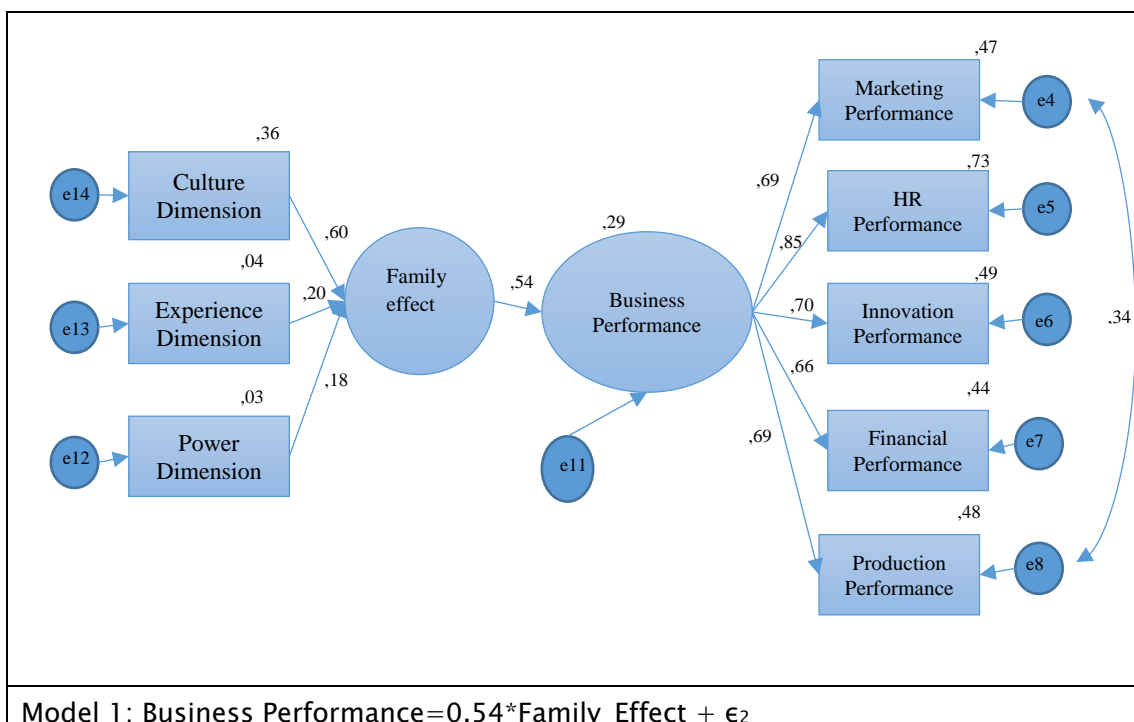 ,47
Marketing
Performance
e4
,36
e14
Culture
Dimension
,73
HR
Performance
e5
,69
,60
,29
,85
,04
e13
Experience
Dimension
,20
Family
effect
,54
Business
Performance
,49
,70
Innovation
Performance
e6
,34
,18
,66
,03
e12
Power
Dimension
,44
,69
Financial
Performance
e7
e11
,48
Production
Performance
e8
Model 1: Business Performance=0.54*Family Effect + ϵ₂